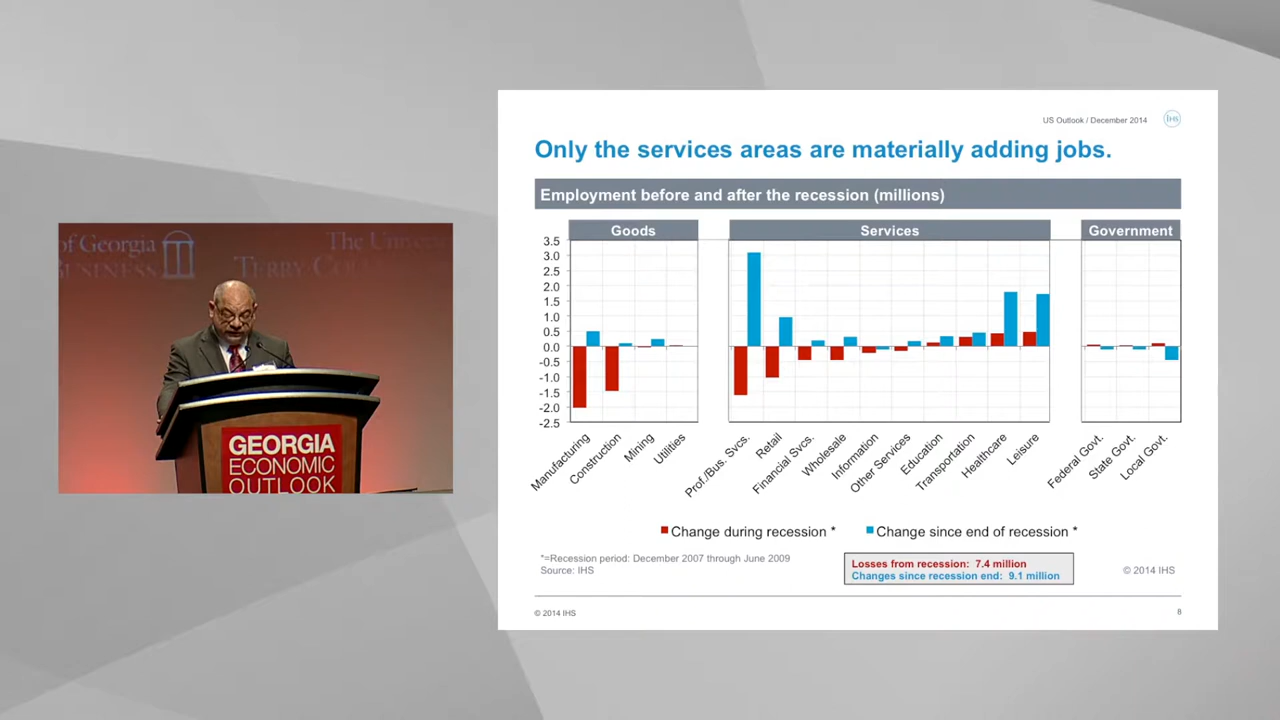 of Georgia
BUSINESS
The Univers
TERRY CO
GEORGIA
ECONOMIC
OUTLOOK
US Outlook / December 2014
IHS
Only the services areas are materially adding jobs.
Employment before and after the recession (millions)
Goods
Services
Government
3.5
3.0
2.5
2.0
1.5
1.0
0.5
0.0
-0.5
-1.0
-1.5
-2.0
-2.5
Manufacturing
Construction
Mining
Utilities
Prof./Bus. Svcs.
Retail
Financial Svcs.
Wholesale
Information
Other Services
Education
Transportation
Healthcare
Leisure
Federal Govt.
State Govt.
Local Govt.
Change during recession *
Change since end of recession *
*=Recession period: December 2007 through June 2009
Source: IHS
Losses from recession: 7.4 million
Changes since recession end: 9.1 million
© 2014 IHS
© 2014 IHS
8